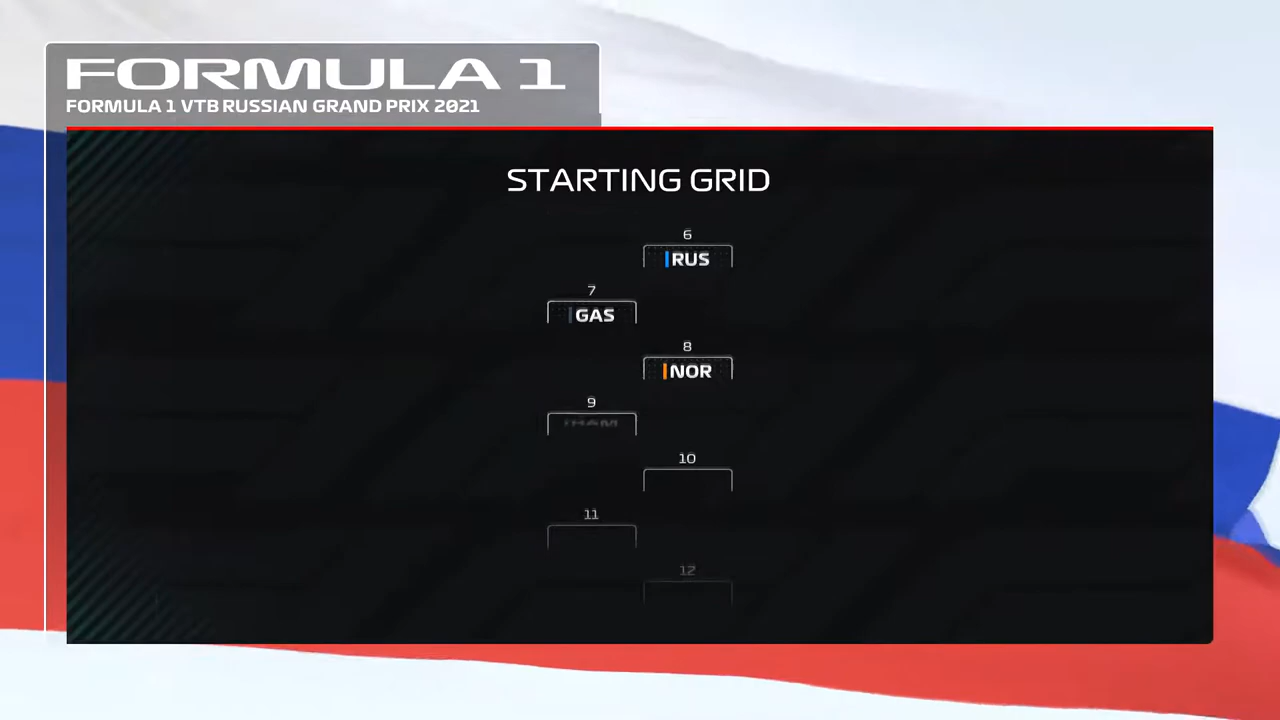 FORMULA 1
FORMULA 1 VTB RUSSIAN GRAND PRIX 2021
STARTING GRID
6
RUS
7
GAS
8
NOR
9
10
11
12